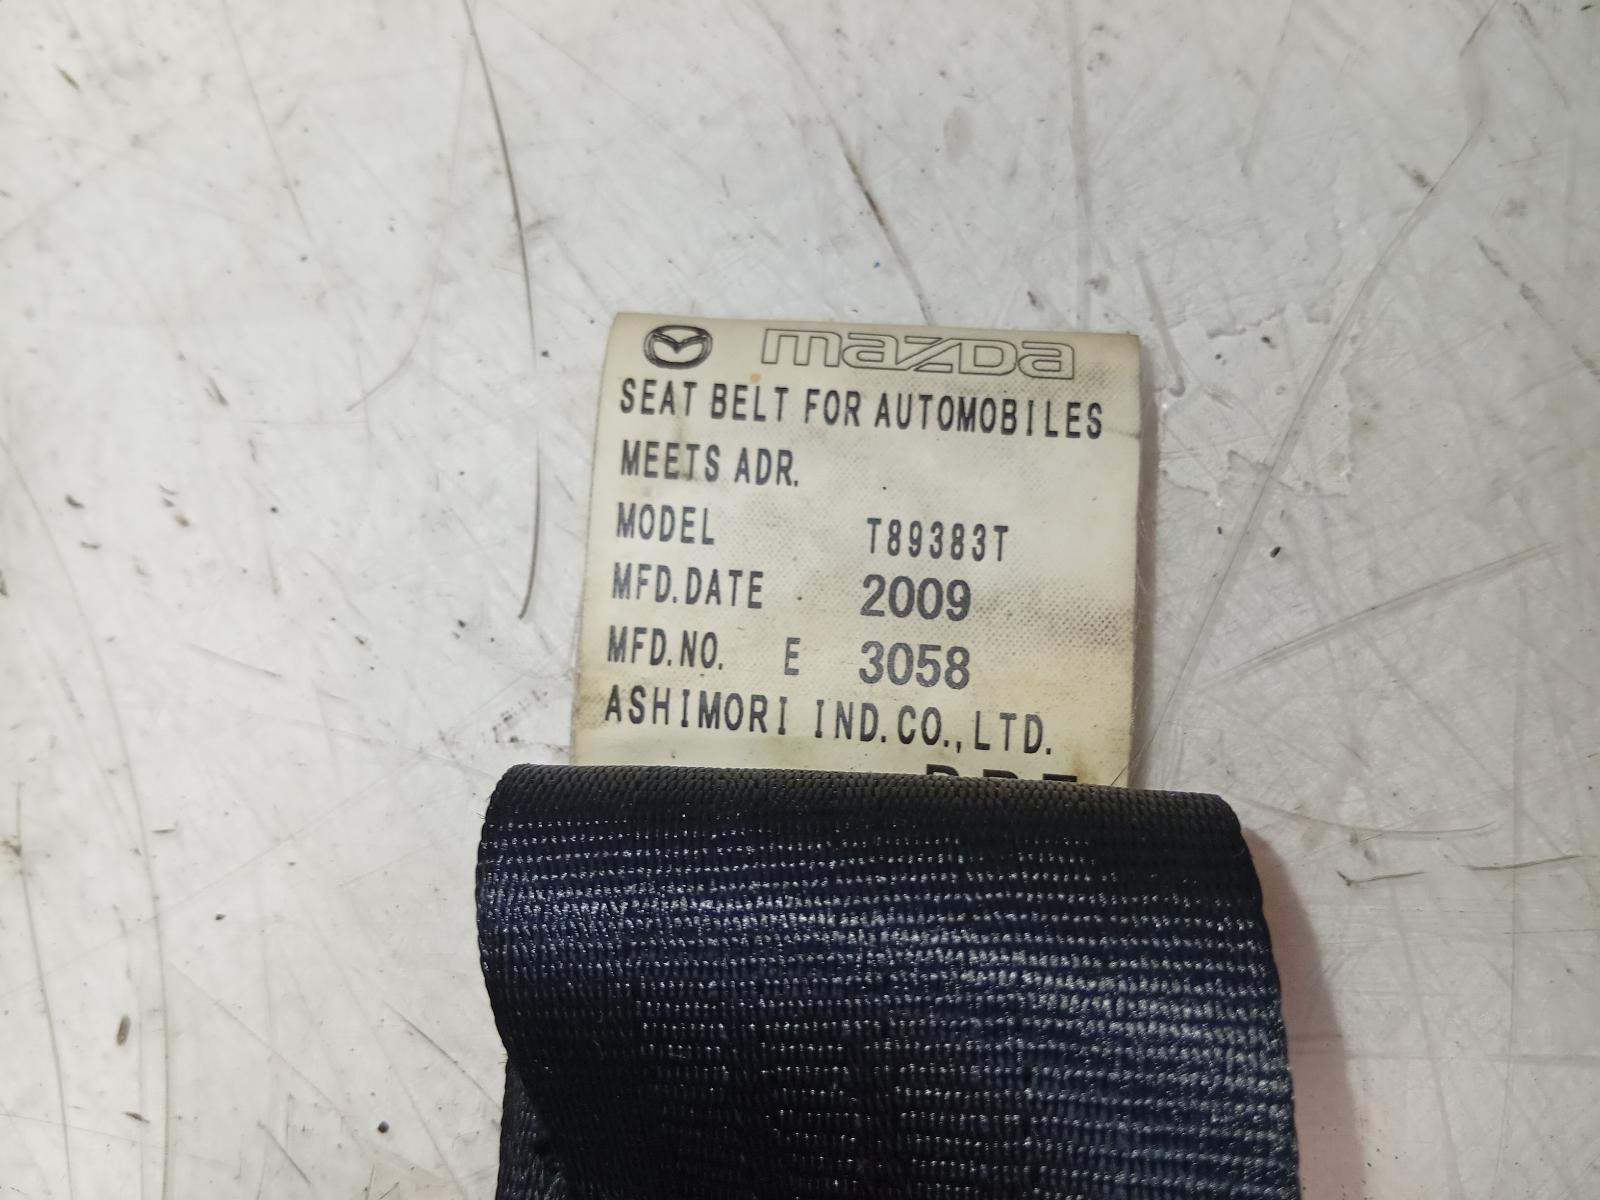 mazda
SEAT BELT FOR AUTOMOBILES
MEETS ADR.
MODEL T89383T
MFD.DATE 2009
MFD.NO. E 3058
ASHIMORI IND.CO.,LTD.